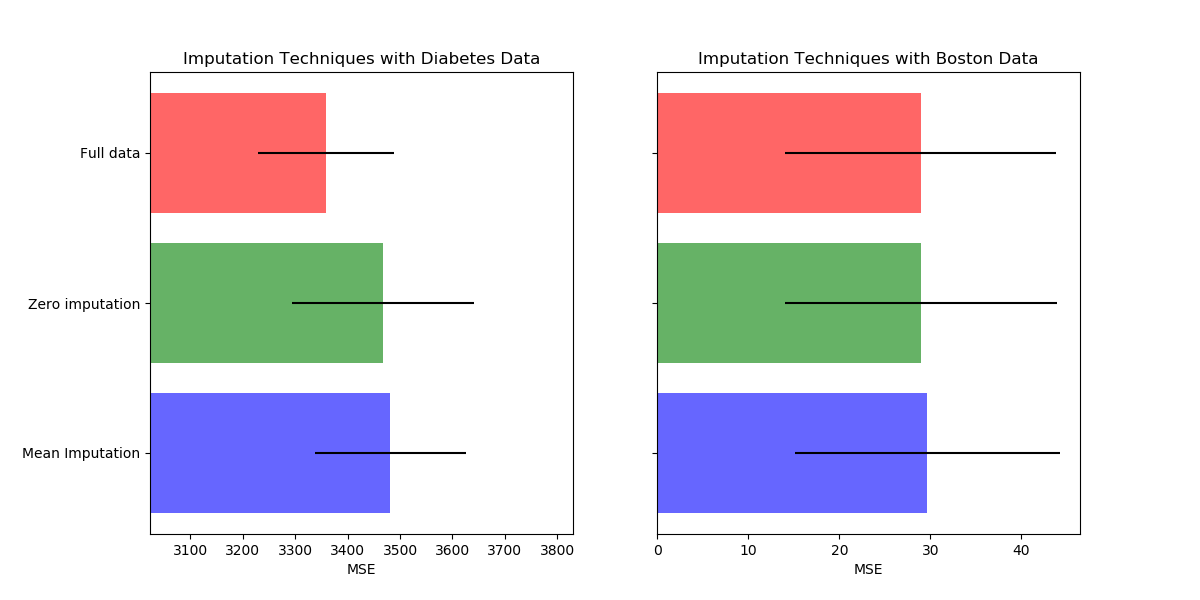 Imputation Techniques with Diabetes Data
Full data
Zero imputation
Mean Imputation
3100 3200 3300 3400 3500 3600 3700 3800
MSE
Imputation Techniques with Boston Data
0 10 20 30 40
MSE